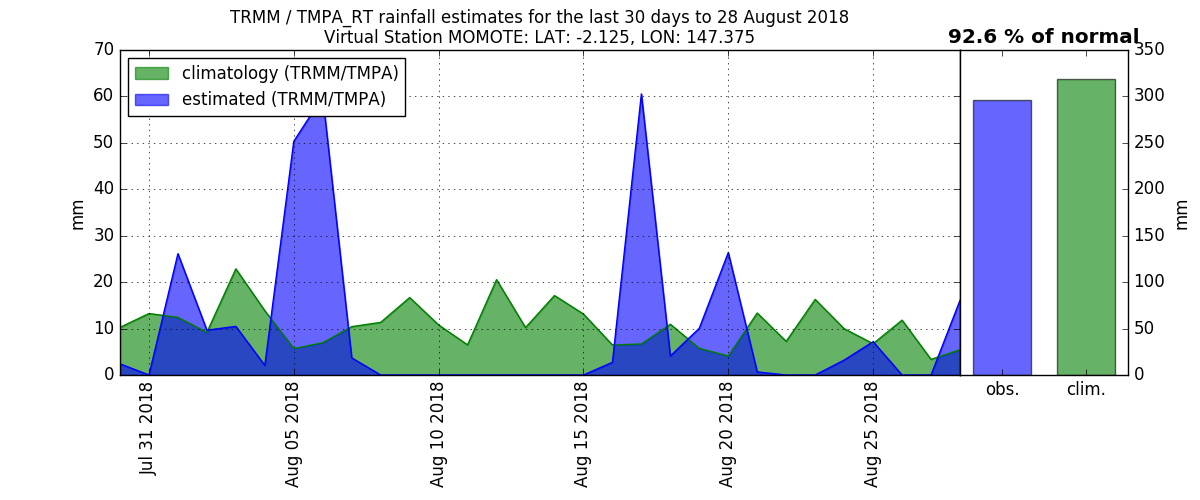 TRMM / TMPA_RT rainfall estimates for the last 30 days to 28 August 2018
Virtual Station MOMOTE: LAT: -2.125, LON: 147.375
92.6 % of normal
climatology (TRMM/TMPA)
estimated (TRMM/TMPA)
70
60
50
40
30
20
10
0
mm
350
300
250
200
150
100
50
0
mm
Jul 31 2018
Aug 05 2018
Aug 10 2018
Aug 15 2018
Aug 20 2018
Aug 25 2018
obs.
clim.